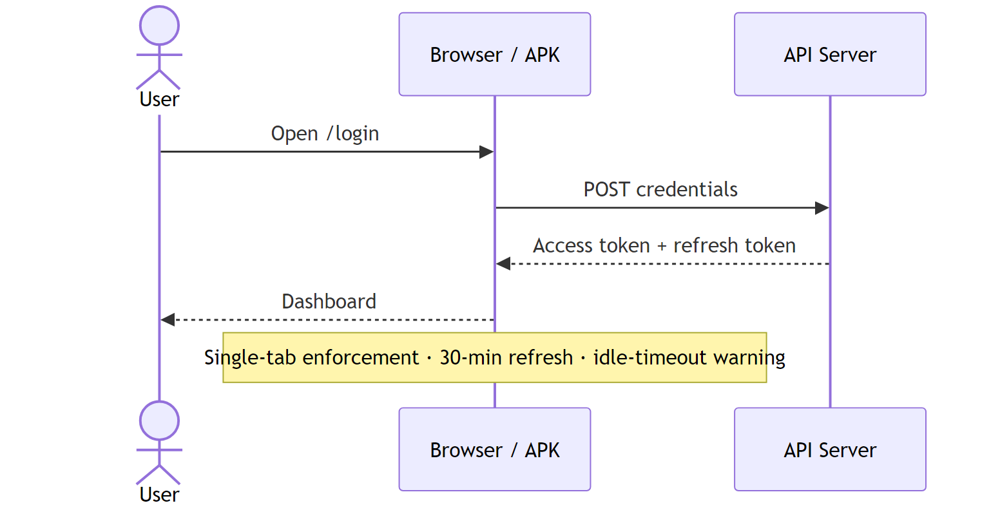 User
Browser / APK
API Server
Open /login
POST credentials
Access token + refresh token
Dashboard
Single-tab enforcement · 30-min refresh · idle-timeout warning
User
Browser / APK
API Server